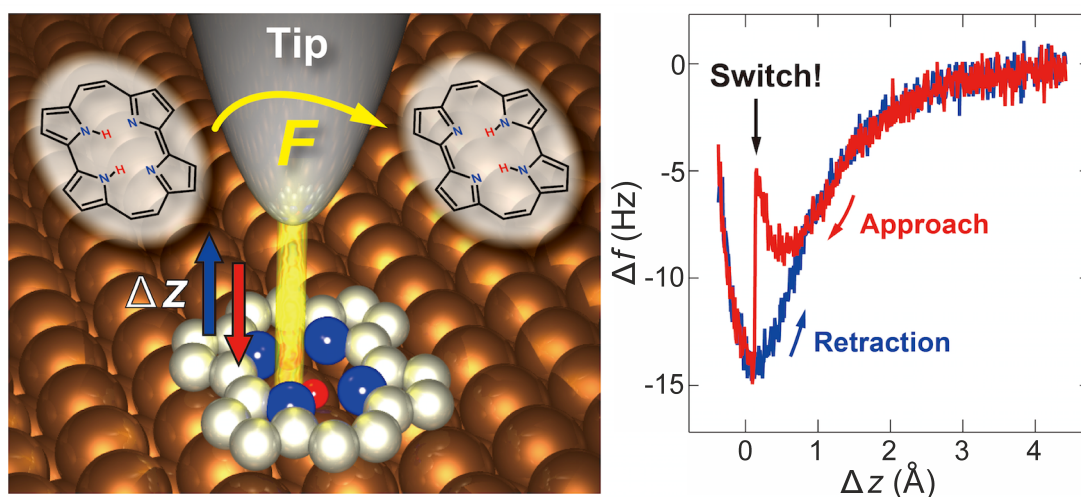 Tip
F
Δz
N
H
N
H
N
N
N
H
N
N
H
N
Switch!
Approach
Retraction
Δf (Hz)
0
-5
-10
-15
0
1
2
3
4
Δz (Å)